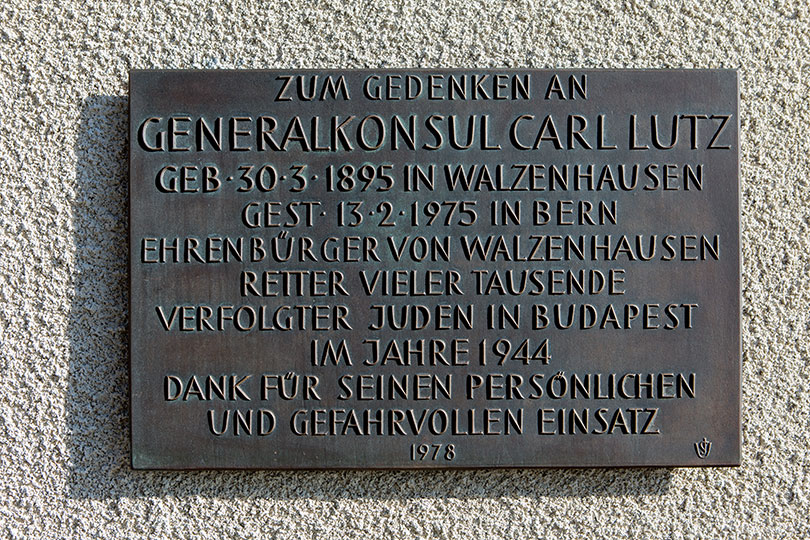 ZUM GEDENKEN AN
GENERALKONSUL CARL LUTZ
GEB·30·3·1895 IN WALZENHAUSEN
GEST·13·2·1975 IN BERN
EHRENBÜRGER VON WALZENHAUSEN
RETTER VIELER TAUSENDE
VERFOLGTER JUDEN IN BUDAPEST
IM JAHRE 1944
DANK FÜR SEINEN PERSÖNLICHEN
UND GEFAHRVOLLEN EINSATZ
1978